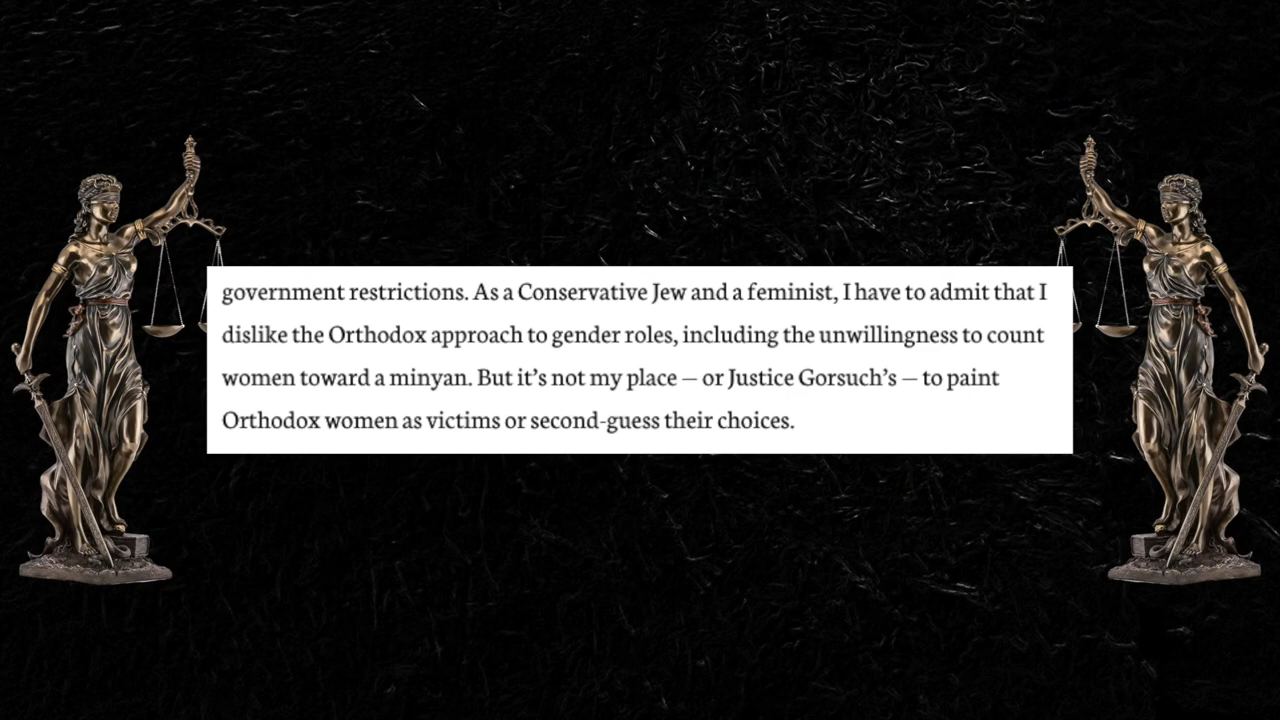 government restrictions. As a Conservative Jew and a feminist, I have to admit that I
dislike the Orthodox approach to gender roles, including the unwillingness to count
women toward a minyan. But it’s not my place — or Justice Gorsuch’s — to paint
Orthodox women as victims or second-guess their choices.